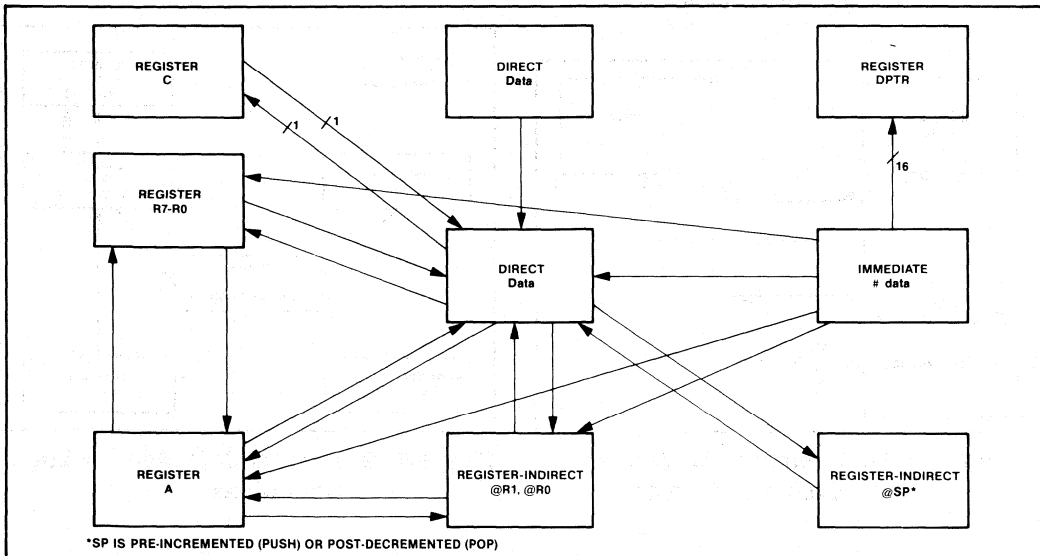 REGISTER
C
DIRECT
Data
REGISTER
DPTR
1
1
16
REGISTER
R7-R0
DIRECT
Data
IMMEDIATE
# data
REGISTER
A
REGISTER-INDIRECT
@R1, @R0
REGISTER-INDIRECT
@SP*
*SP IS PRE-INCREMENTED (PUSH) OR POST-DECREMENTED (POP)